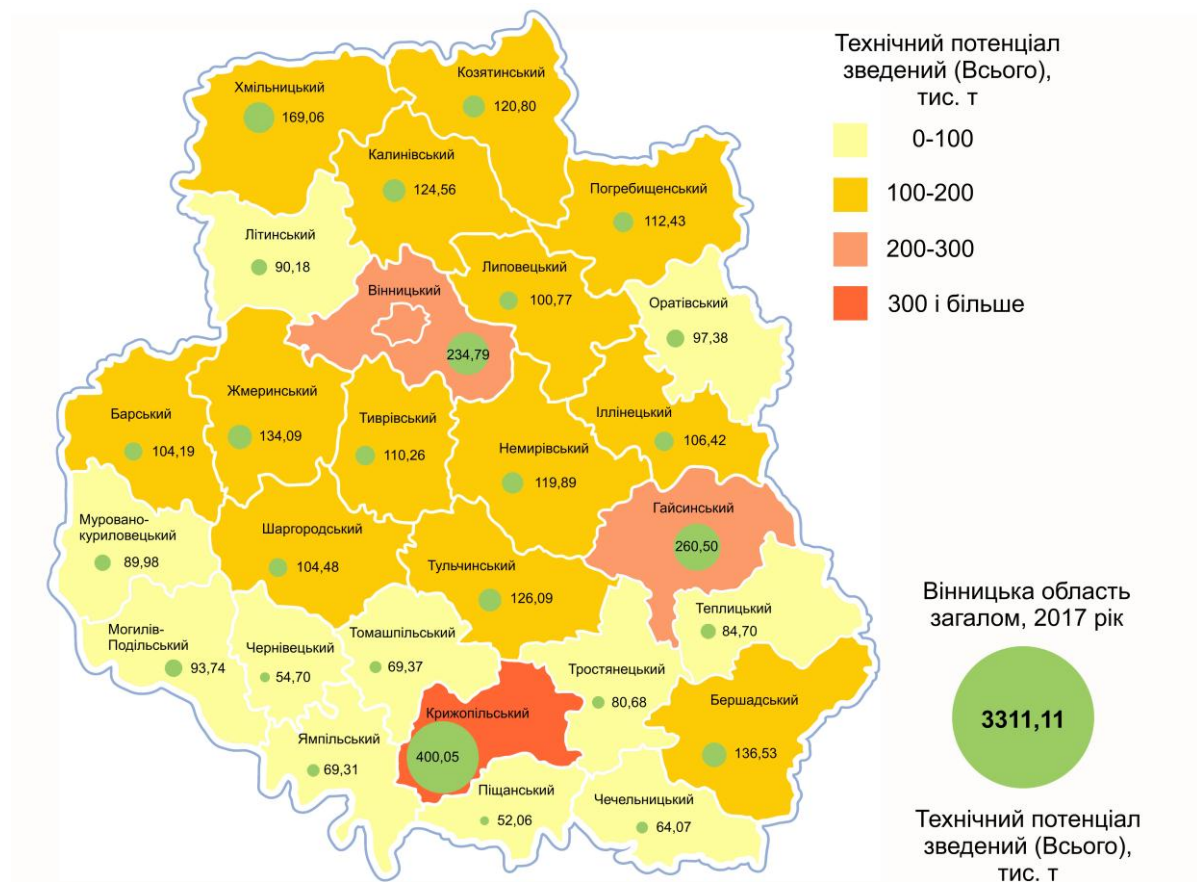 Технічний потенціал
зведений (Всього),
тис. т
0-100
100-200
200-300
300 і більше
Хмільницький
169,06
Козятинський
120,80
Калинівський
124,56
Погребищенський
112,43
Літинський
90,18
Вінницький
234,79
Липовецький
100,77
Оратівський
97,38
Барський
104,19
Жмеринський
134,09
Тиврівський
110,26
Немирівський
119,89
Іллінецький
106,42
Гайсинський
260,50
Муровано-
куриловецький
89,98
Шаргородський
104,48
Тульчинський
126,09
Теплицький
84,70
Могилів-
Подільський
93,74
Чернівецький
54,70
Томашпільський
69,37
Тростянецький
80,68
Бершадський
136,53
Крижопільський
400,05
Ямпільський
69,31
Піщанський
52,06
Чечельницький
64,07
Вінницька область
загалом, 2017 рік
3311,11
Технічний потенціал
зведений (Всього),
тис. т